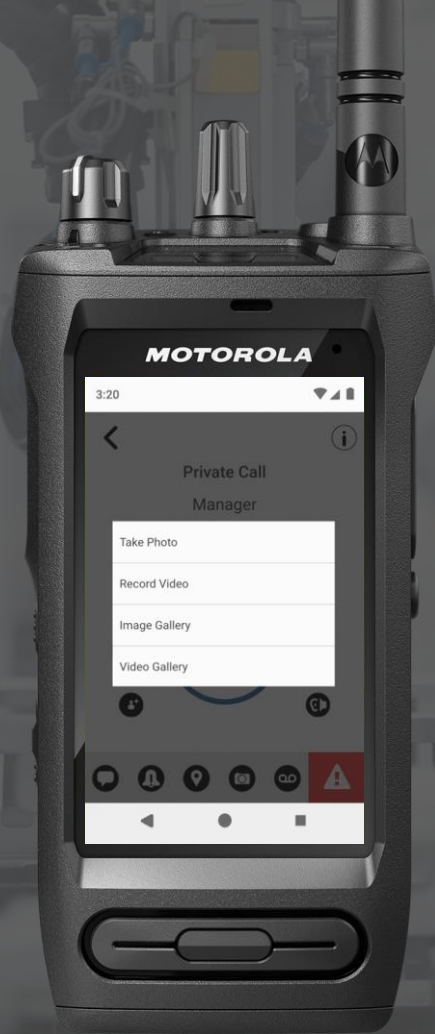 MOTOROLA
3:20
Private Call
Manager
Take Photo
Record Video
Image Gallery
Video Gallery